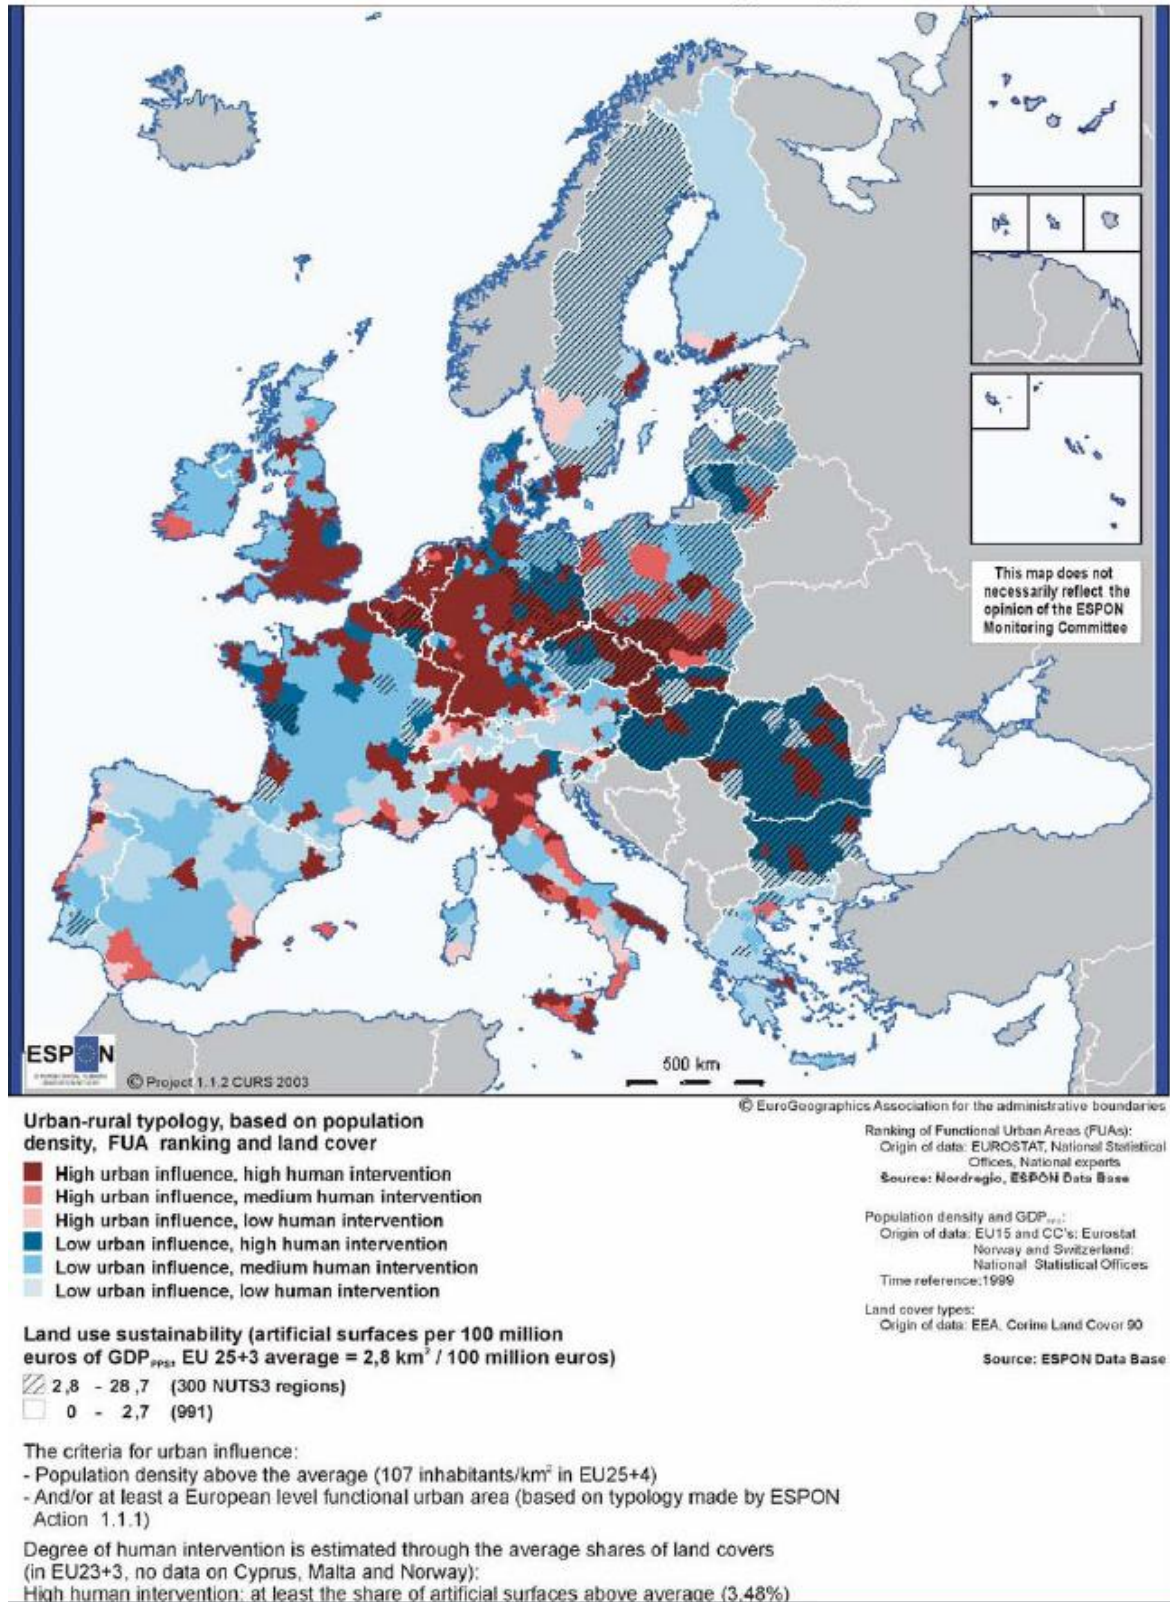 This map does not
necessarily reflect the
opinion of the ESPON
Monitoring Committee
ESPON
© Project 1.1.2 CURS 2003
500 km
© EuroGeographics Association for the administrative boundaries
Urban-rural typology, based on population
density, FUA ranking and land cover
High urban influence, high human intervention
High urban influence, medium human intervention
High urban influence, low human intervention
Low urban influence, high human intervention
Low urban influence, medium human intervention
Low urban influence, low human intervention
Land use sustainability (artificial surfaces per 100 million
euros of GDPPPS, EU 25+3 average = 2,8 km² / 100 million euros)
2,8 - 28,7 (300 NUTS3 regions)
0 - 2,7 (991)
The criteria for urban influence:
- Population density above the average (107 inhabitants/km² in EU25+4)
- And/or at least a European level functional urban area (based on typology made by ESPON
Action 1.1.1)
Degree of human intervention is estimated through the average shares of land covers
(in EU23+3, no data on Cyprus, Malta and Norway):
High human intervention: at least the share of artificial surfaces above average (3,48%)
Ranking of Functional Urban Areas (FUAs):
Origin of data: EUROSTAT, National Statistical
Offices, National experts
Source: Nordregio, ESPON Data Base
Population density and GDPPPS:
Origin of data: EU15 and CC's: Eurostat
Norway and Switzerland:
National Statistical Offices
Time reference:1999
Land cover types:
Origin of data: EEA, Corine Land Cover 90
Source: ESPON Data Base